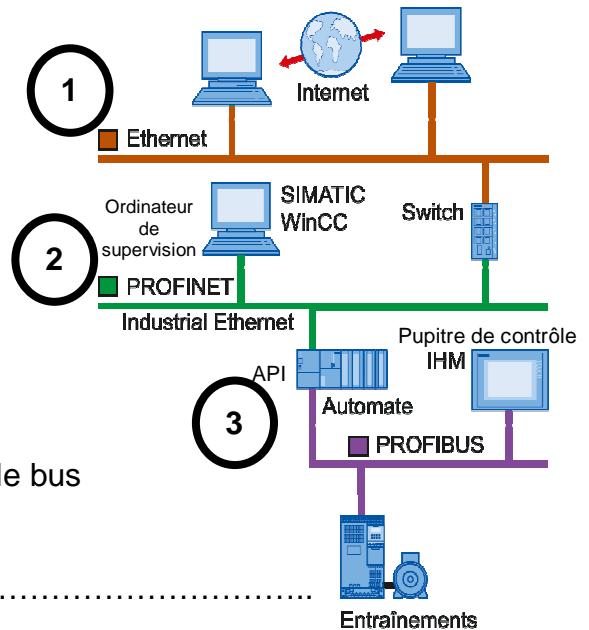 1
Internet
Ethernet
Ordinateur
de
supervision
SIMATIC
WinCC
Switch
2
PROFINET
Industrial Ethernet
Pupitre de contrôle
IHM
API
Automate
3
PROFIBUS
le bus
………………………………..
Entraînements